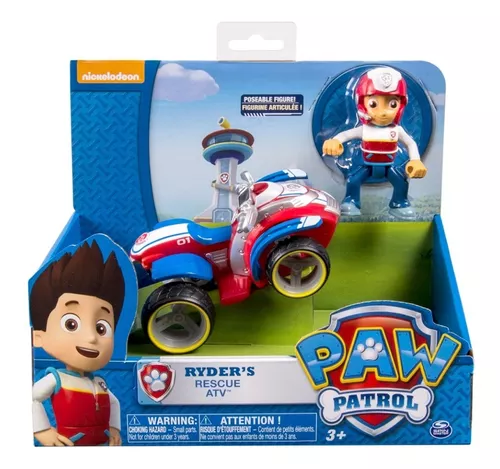 nickelodeon
POSEABLE FIGURE!
FIGURINE ARTICULÉE !
01
RYDER'S
RESCUE
ATV™
PAW
PATROL
⚠ WARNING:
CHOKING HAZARD – Small parts.
Not for children under 3 years.
⚠ ATTENTION !
RISQUE D'ÉTOUFFEMENT – Contient de petits éléments.
Ne convient pas aux enfants de moins de 3 ans.
3+